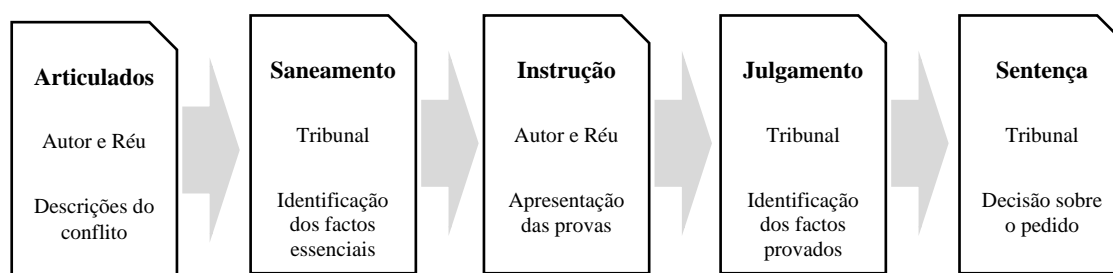 Articulados
Autor e Réu
Descrições do
conflito
Saneamento
Tribunal
Identificação
dos factos
essenciais
Instrução
Autor e Réu
Apresentação
das provas
Julgamento
Tribunal
Identificação
dos factos
provados
Sentença
Tribunal
Decisão sobre
o pedido